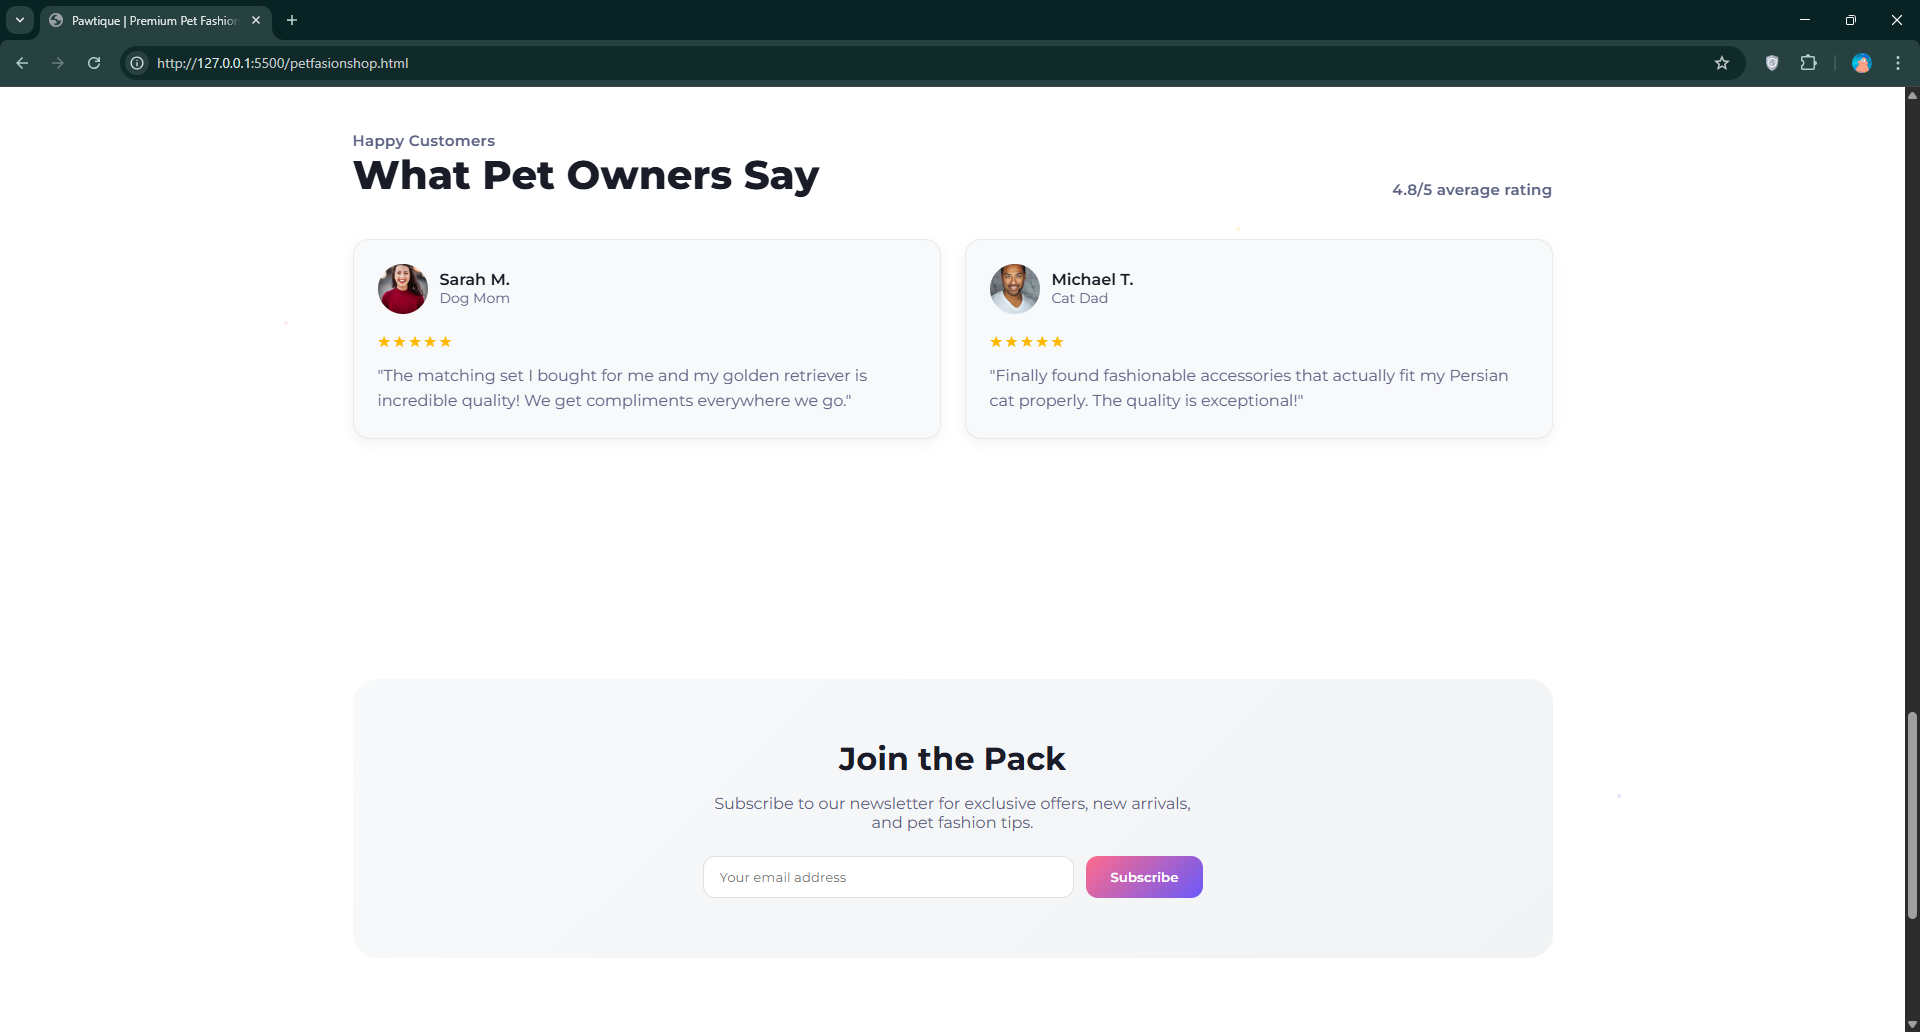 Pawtique | Premium Pet Fashion
http://127.0.0.1:5500/petfasionshop.html
Happy Customers
What Pet Owners Say
4.8/5 average rating
Sarah M.
Dog Mom
★★★★★
"The matching set I bought for me and my golden retriever is
incredible quality! We get compliments everywhere we go."
Michael T.
Cat Dad
★★★★★
"Finally found fashionable accessories that actually fit my Persian
cat properly. The quality is exceptional!"
Join the Pack
Subscribe to our newsletter for exclusive offers, new arrivals,
and pet fashion tips.
Your email address
Subscribe